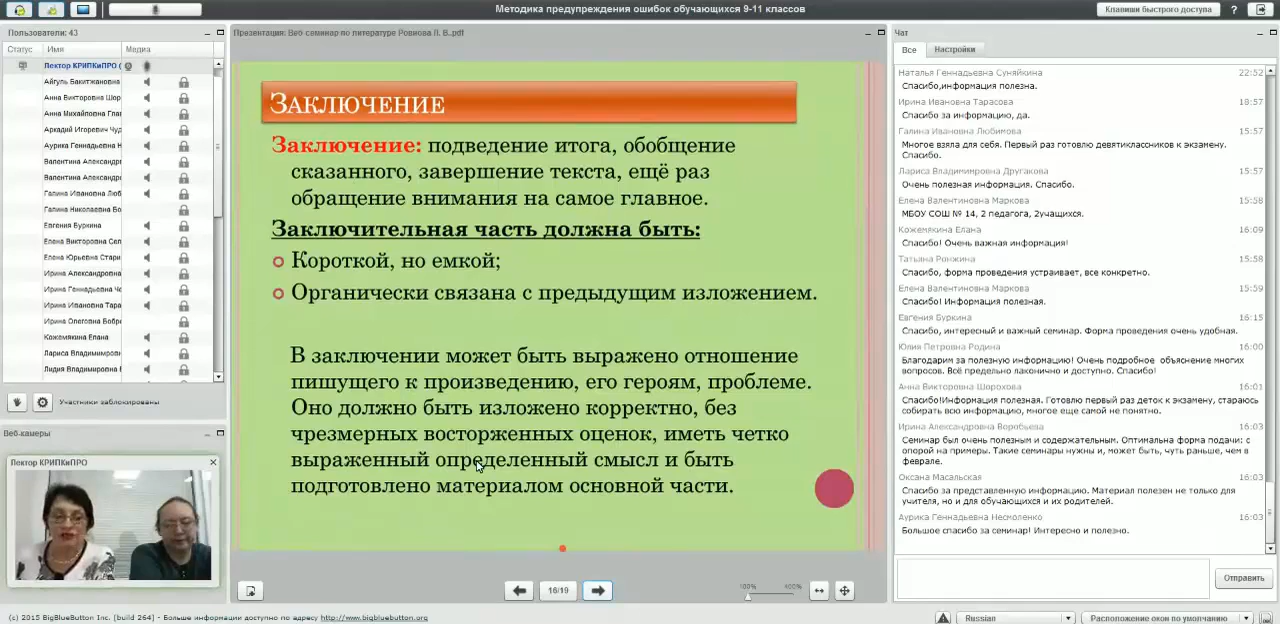 Методика предупреждения ошибок обучающихся 9-11 классов
Клавиши быстрого доступа
?
Пользователи: 43
Статус Имя Медиа
Лектор КРИПКиПРО (
Айгуль Бакитжановна
Анна Викторовна Шор
Анна Михайловна Глаг
Аркадий Игоревич Чуд
Аурика Геннадьевна Н
Валентина Александр
Валентина Александр
Галина Ивановна Люб
Галина Николаевна Бо
Евгения Буркина
Елена Викторовна Сел
Елена Юрьевна Стари
Ирина Александровна
Ирина Геннадьевна Че
Ирина Ивановна Тара
Ирина Олеговна Бобро
Кожемякина Елана
Лариса Владимировн
Лидия Владимировна Е
Участники заблокированы
Веб-камеры
Лектор КРИПКиПРО
Презентация: Веб-семинар по литературе Ровнова Л. В..pdf
Заключение
Заключение: подведение итога, обобщение
сказанного, завершение текста, ещё раз
обращение внимания на самое главное.
Заключительная часть должна быть:
Короткой, но емкой;
Органически связана с предыдущим изложением.
В заключении может быть выражено отношение
пишущего к произведению, его героям, проблеме.
Оно должно быть изложено корректно, без
чрезмерных восторженных оценок, иметь четко
выраженный определенный смысл и быть
подготовлено материалом основной части.
16/19
100% 400%
Чат
Все Настройки
Наталья Геннадьевна Суняйкина 22:52
Спасибо,информация полезна.
Ирина Ивановна Тарасова 18:57
Спасибо за информацию, да.
Галина Ивановна Любимова 15:57
Многое взяла для себя. Первый раз готовлю девятиклассников к экзамену.
Спасибо.
Лариса Владимировна Другакова 15:57
Очень полезная информация. Спасибо.
Елена Валентиновна Маркова 15:58
МБОУ СОШ № 14, 2 педагога, 2учащихся.
Кожемякина Елана 16:09
Спасибо! Очень важная информация!
Татьяна Ронжина 15:58
Спасибо, форма проведения устраивает, все конкретно.
Елена Валентиновна Маркова 15:59
Спасибо! Информация полезная.
Евгения Буркина 16:15
Спасибо, интересный и важный семинар. Форма проведения очень удобная.
Юлия Петровна Родина 16:00
Благодарим за полезную информацию! Очень подробное объяснение многих
вопросов. Всё предельно лаконично и доступно. Спасибо!
Анна Викторовна Шорохова 16:01
Спасибо!Информация полезная. Готовлю первый раз деток к экзамену, стараюсь
собирать всю информацию, многое еще самой не понятно.
Ирина Александровна Воробьева 16:03
Семинар был очень полезным и содержательным. Оптимальна форма подачи: с
опорой на примеры. Такие семинары нужны и, может быть, чуть раньше, чем в
феврале.
Оксана Масальская 16:03
Спасибо за представленную информацию. Материал полезен не только для
учителя, но и для обучающихся и их родителей.
Аурика Геннадьевна Несмоленко 16:03
Большое спасибо за семинар! Интересно и полезно.
Отправить
(c) 2015 BigBlueButton Inc. [build 264] - Больше информации доступно по адресу http://www.bigbluebutton.org
Russian
Расположение окон по умолчанию